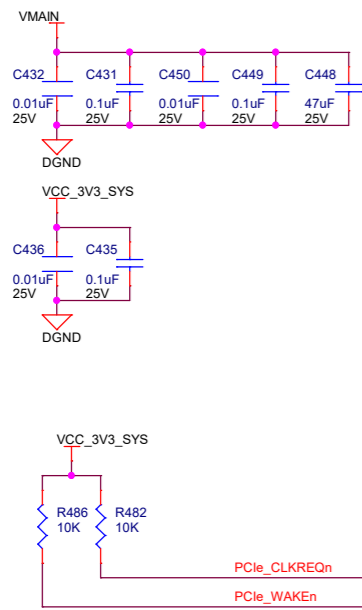 VMAIN
C432 C431 C450 C449 C448
0.01uF 0.1uF 0.01uF 0.1uF 47uF
25V 25V 25V 25V 25V
DGND
VCC_3V3_SYS
C436 C435
0.01uF 0.1uF
25V 25V
DGND
VCC_3V3_SYS
R486 R482
10K 10K
PCIe_CLKREQn
PCIe_WAKEn